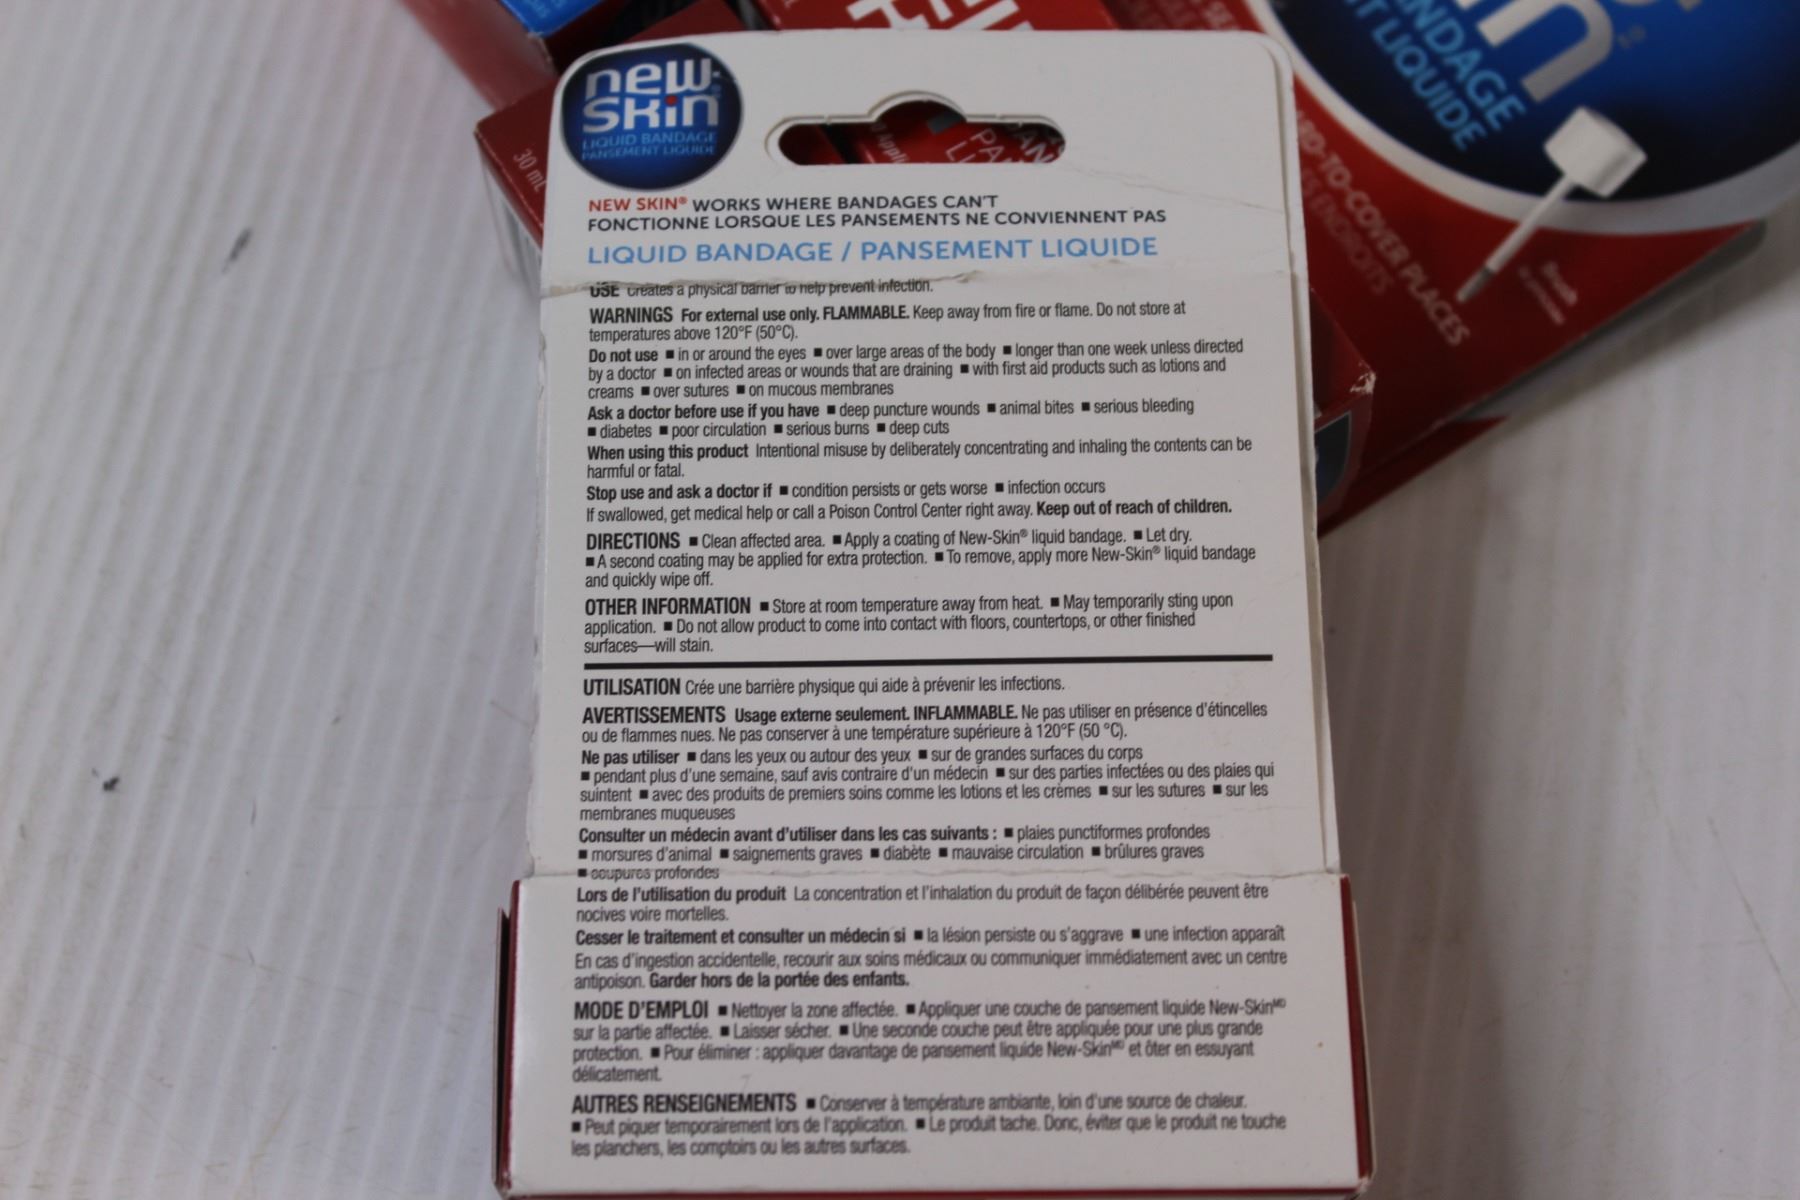 new-
SKin
LIQUID BANDAGE
PANSEMENT LIQUIDE
NEW SKIN® WORKS WHERE BANDAGES CAN'T
FONCTIONNE LORSQUE LES PANSEMENTS NE CONVIENNENT PAS
LIQUID BANDAGE / PANSEMENT LIQUIDE
USE Creates a physical barrier to help prevent infection.
WARNINGS For external use only. FLAMMABLE. Keep away from fire or flame. Do not store at
temperatures above 120°F (50°C).
Do not use ■ in or around the eyes ■ over large areas of the body ■ longer than one week unless directed
by a doctor ■ on infected areas or wounds that are draining ■ with first aid products such as lotions and
creams ■ over sutures ■ on mucous membranes
Ask a doctor before use if you have ■ deep puncture wounds ■ animal bites ■ serious bleeding
■ diabetes ■ poor circulation ■ serious burns ■ deep cuts
When using this product Intentional misuse by deliberately concentrating and inhaling the contents can be
harmful or fatal.
Stop use and ask a doctor if ■ condition persists or gets worse ■ infection occurs
If swallowed, get medical help or call a Poison Control Center right away. Keep out of reach of children.
DIRECTIONS ■ Clean affected area. ■ Apply a coating of New-Skin® liquid bandage. ■ Let dry.
■ A second coating may be applied for extra protection. ■ To remove, apply more New-Skin® liquid bandage
and quickly wipe off.
OTHER INFORMATION ■ Store at room temperature away from heat. ■ May temporarily sting upon
application. ■ Do not allow product to come into contact with floors, countertops, or other finished
surfaces—will stain.
UTILISATION Crée une barrière physique qui aide à prévenir les infections.
AVERTISSEMENTS Usage externe seulement. INFLAMMABLE. Ne pas utiliser en présence d'étincelles
ou de flammes nues. Ne pas conserver à une température supérieure à 120°F (50 °C).
Ne pas utiliser ■ dans les yeux ou autour des yeux ■ sur de grandes surfaces du corps
■ pendant plus d'une semaine, sauf avis contraire d'un médecin ■ sur des parties infectées ou des plaies qui
suintent ■ avec des produits de premiers soins comme les lotions et les crèmes ■ sur les sutures ■ sur les
membranes muqueuses
Consulter un médecin avant d'utiliser dans les cas suivants : ■ plaies punctiformes profondes
■ morsures d'animal ■ saignements graves ■ diabète ■ mauvaise circulation ■ brûlures graves
■ coupures profondes
Lors de l'utilisation du produit La concentration et l'inhalation du produit de façon délibérée peuvent être
nocives voire mortelles.
Cesser le traitement et consulter un médecin si ■ la lésion persiste ou s'aggrave ■ une infection apparaît
En cas d'ingestion accidentelle, recourir aux soins médicaux ou communiquer immédiatement avec un centre
antipoison. Garder hors de la portée des enfants.
MODE D'EMPLOI ■ Nettoyer la zone affectée. ■ Appliquer une couche de pansement liquide New-Skin MD
sur la partie affectée. ■ Laisser sécher. ■ Une seconde couche peut être appliquée pour une plus grande
protection. ■ Pour éliminer : appliquer davantage de pansement liquide New-Skin MD et ôter en essuyant
délicatement.
AUTRES RENSEIGNEMENTS ■ Conserver à température ambiante, loin d'une source de chaleur.
■ Peut piquer temporairement lors de l'application. ■ Le produit tache. Donc, éviter que le produit ne touche
les planchers, les comptoirs ou les autres surfaces.
30 mL
NDAGE
T LIQUIDE
RD-TO-COVER PLACES
ENDROITS
Brush